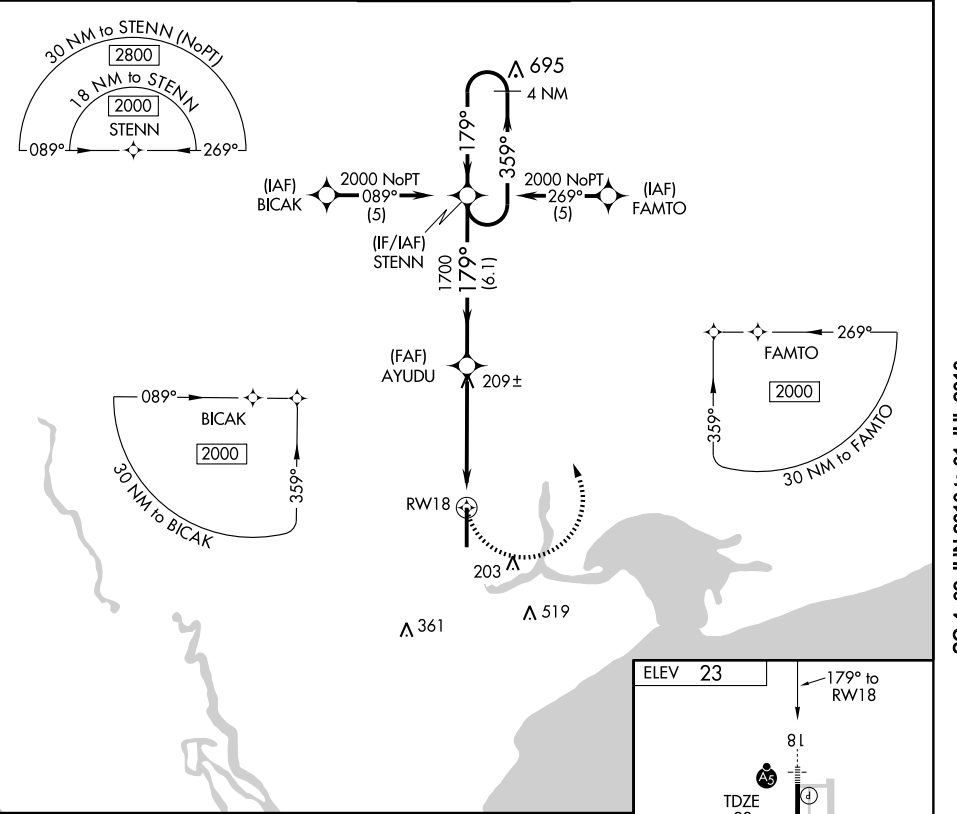 30 NM to STENN (NoPT)
2800
18 NM to STENN
2000
STENN
089°
269°
695
4 NM
179°
359°
(IAF)
BICAK
2000 NoPT
089°
(5)
2000 NoPT
269°
(5)
(IAF)
FAMTO
(IF/IAF)
STENN
1700
179°
(6.1)
(FAF)
AYUDU
209±
269°
FAMTO
2000
359°
30 NM to FAMTO
089°
BICAK
2000
359°
30 NM to BICAK
RW18
203
519
361
ELEV 23
179° to
RW18
18
A5
P
TDZE